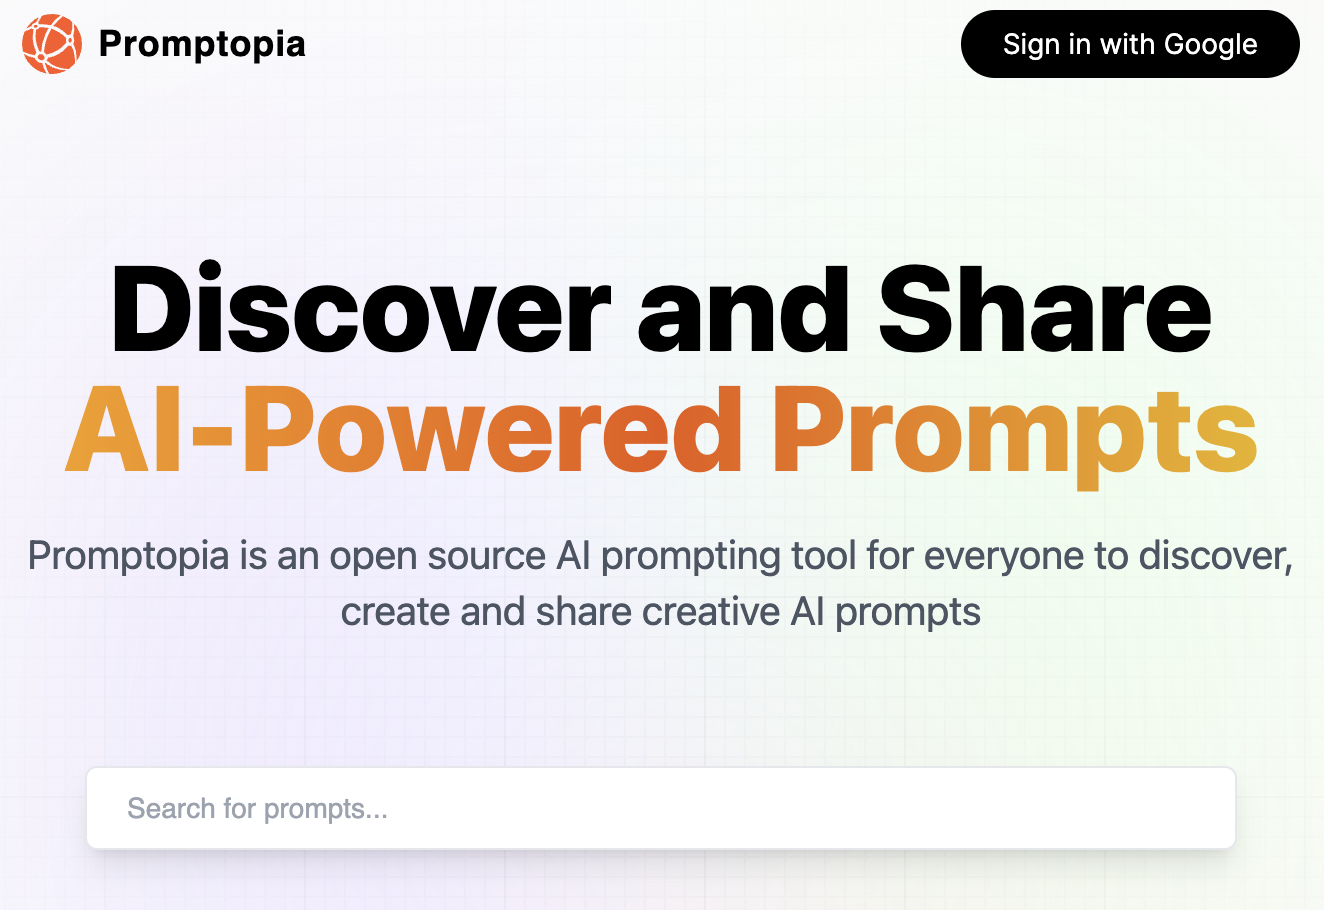 Promptopia
Sign in with Google
Discover and Share
AI-Powered Prompts
Promptopia is an open source AI prompting tool for everyone to discover,
create and share creative AI prompts
Search for prompts...